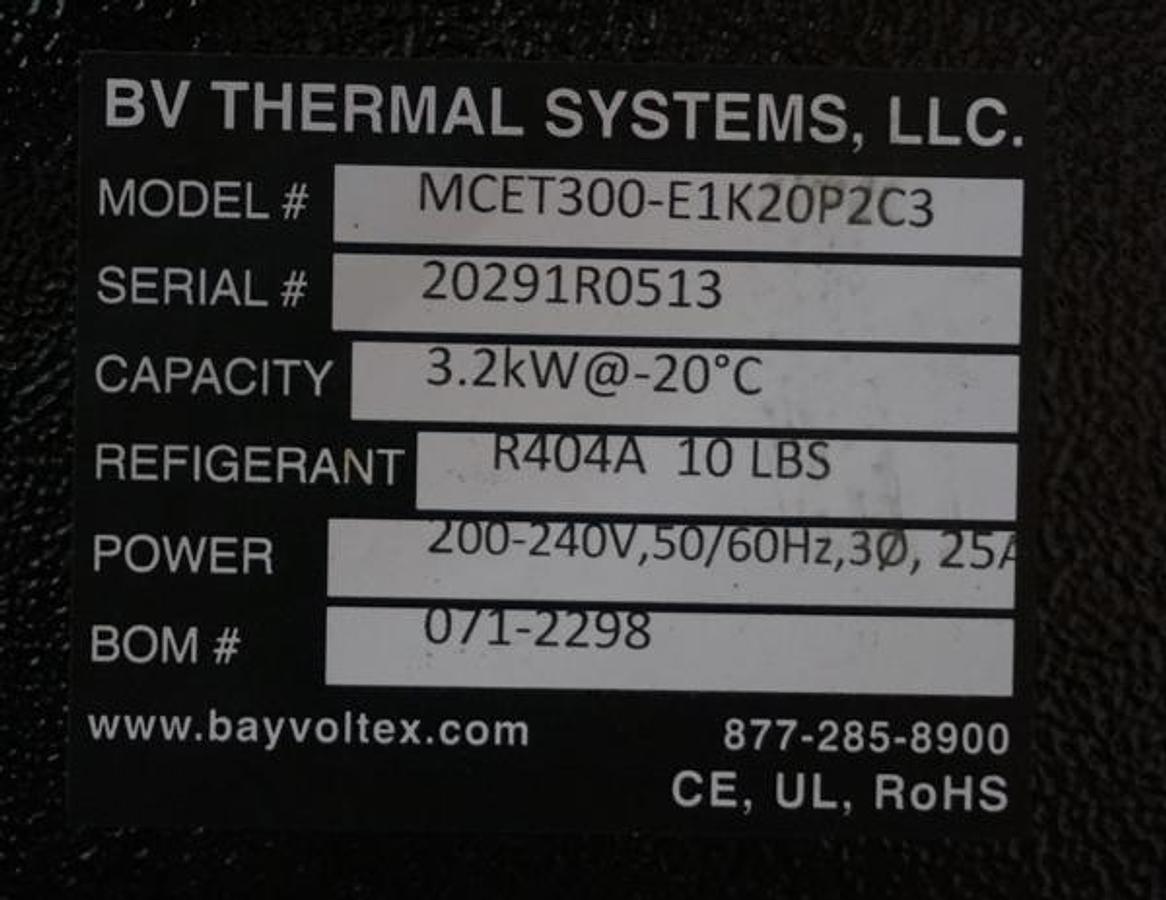 BV THERMAL SYSTEMS, LLC.
MODEL # MCET300-E1K20P2C3
SERIAL # 20291R0513
CAPACITY 3.2kW@-20°C
REFIGERANT R404A 10 LBS
POWER 200-240V,50/60Hz,3Ø, 25A
BOM # 071-2298
www.bayvoltex.com 877-285-8900
CE, UL, RoHS